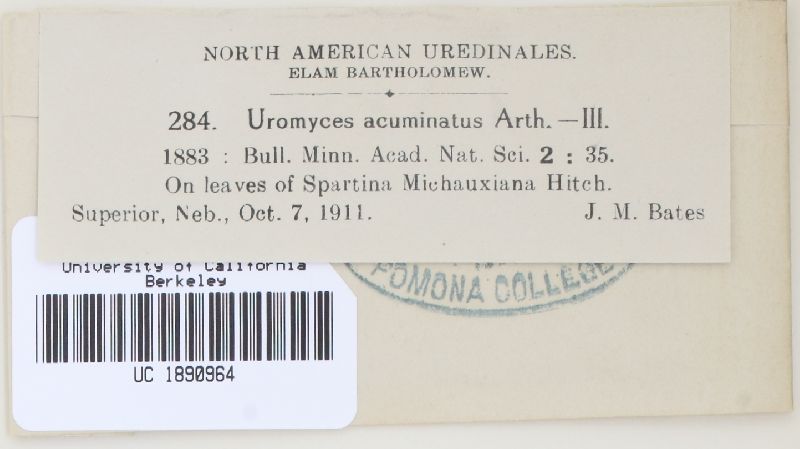 NORTH AMERICAN UREDINALES.
ELAM BARTHOLOMEW.
284. Uromyces acuminatus Arth.—III.
1883 : Bull. Minn. Acad. Nat. Sci. 2 : 35.
On leaves of Spartina Michauxiana Hitch.
Superior, Neb., Oct. 7, 1911. J. M. Bates
University of California
Berkeley
UC 1890964
POMONA COLLEGE